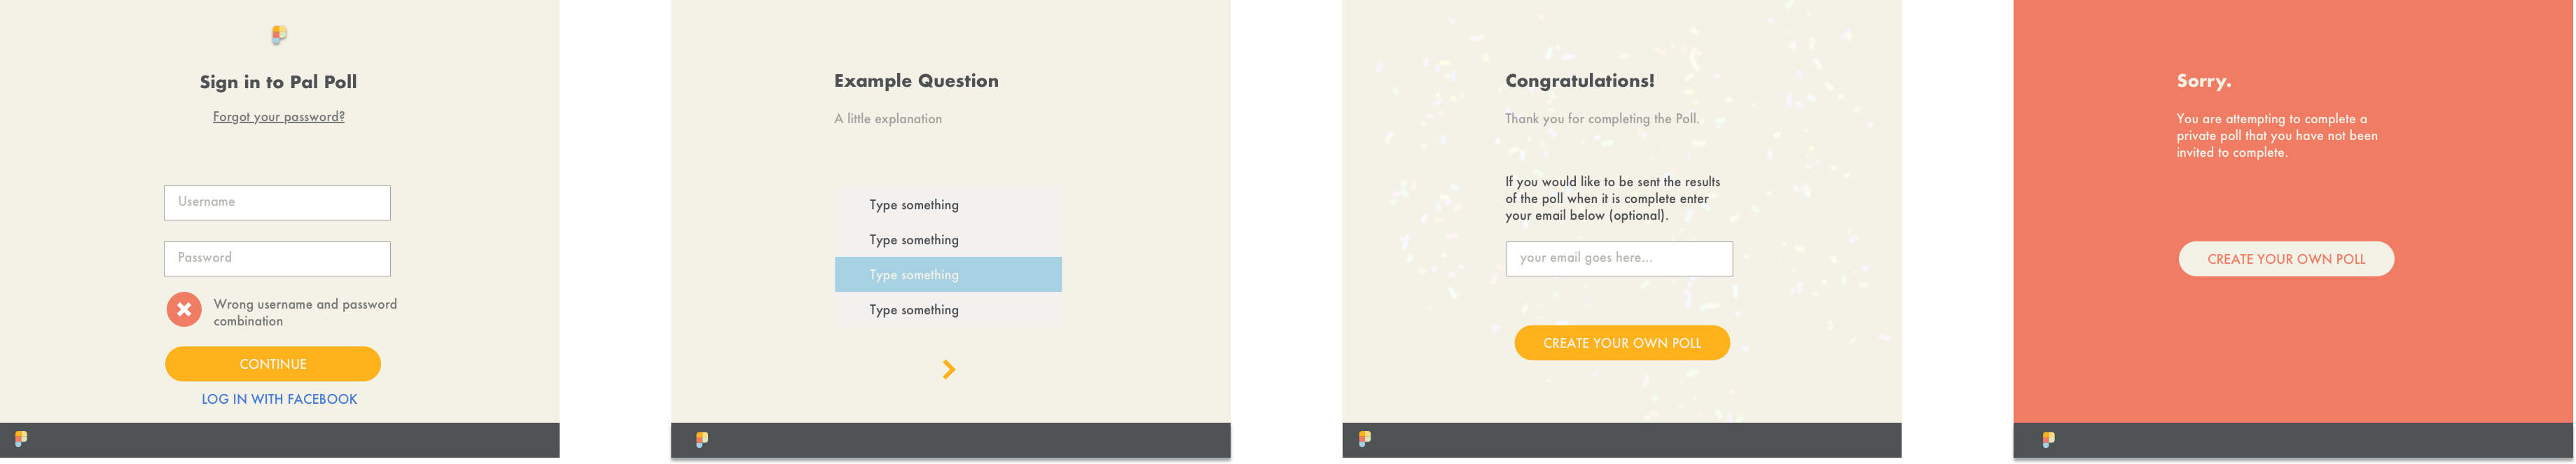 Sign in to Pal Poll
Forgot your password?
Username
Password
Wrong username and password
combination
CONTINUE
LOG IN WITH FACEBOOK
Example Question
A little explanation
Type something
Type something
Type something
Type something
Congratulations!
Thank you for completing the Poll.
If you would like to be sent the results
of the poll when it is complete enter
your email below (optional).
your email goes here...
CREATE YOUR OWN POLL
Sorry.
You are attempting to complete a
private poll that you have not been
invited to complete.
CREATE YOUR OWN POLL